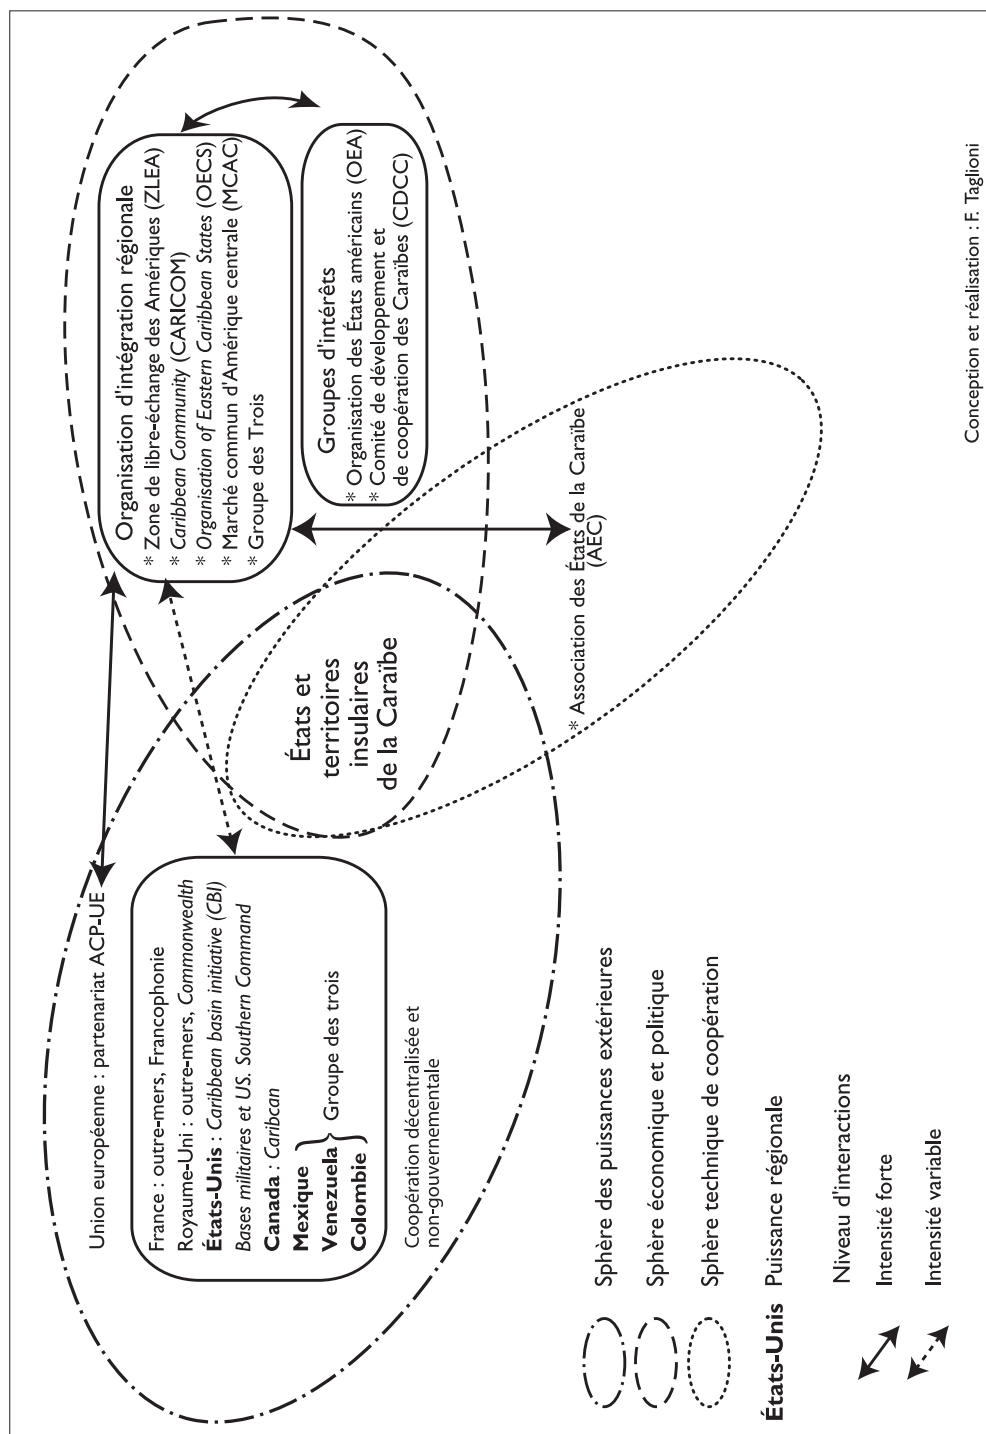 Union européenne : partenariat ACP-UE
France : outre-mers, Francophonie
Royaume-Uni : outre-mers, Commonwealth
États-Unis : Caribbean basin initiative (CBI)
Bases militaires et US. Southern Command
Canada : Caribcan
Mexique
Venezuela
Colombie
Groupe des trois
Coopération décentralisée et
non-gouvernementale
États et
territoires
insulaires
de la Caraïbe
Organisation d'intégration régionale
* Zone de libre-échange des Amériques (ZLEA)
* Caribbean Community (CARICOM)
* Organisation of Eastern Caribbean States (OECS)
* Marché commun d'Amérique centrale (MCAC)
* Groupe des Trois
Groupes d'intérêts
* Organisation des États américains (OEA)
* Comité de développement et
de coopération des Caraïbes (CDCC)
* Association des États de la Caraïbe
(AEC)
Sphère des puissances extérieures
Sphère économique et politique
Sphère technique de coopération
États-Unis Puissance régionale
Niveau d'interactions
Intensité forte
Intensité variable
Conception et réalisation : F. Taglioni